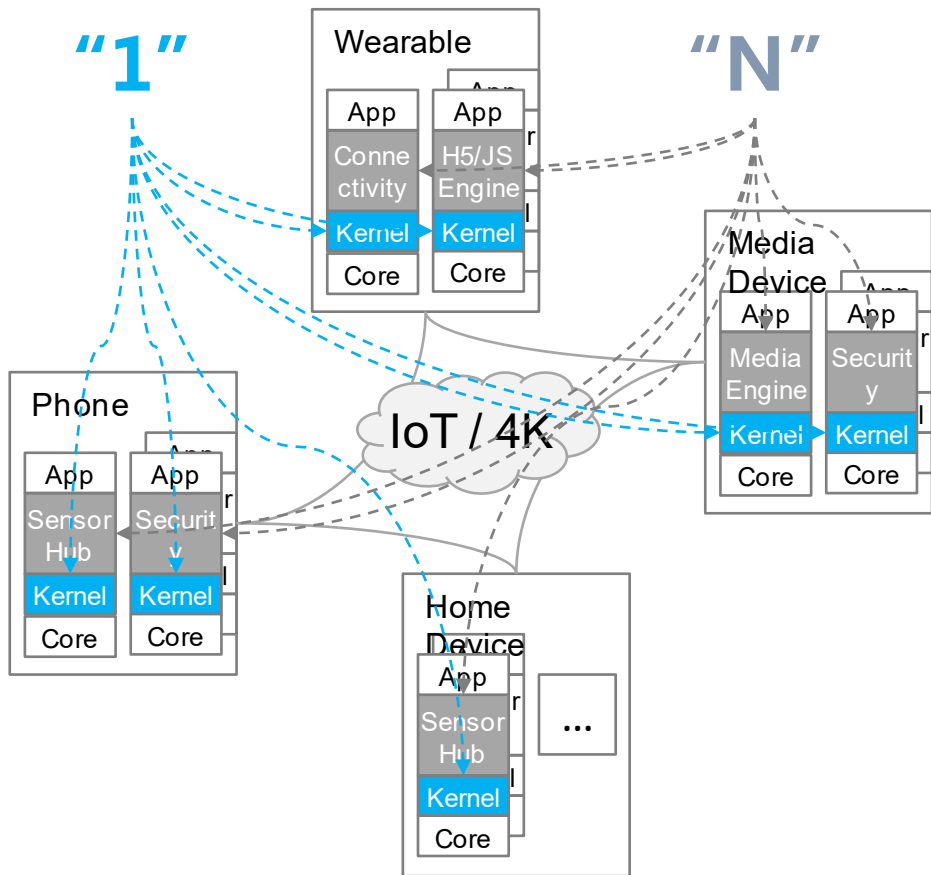 “1”
“N”
Wearable
App
Conne
ctivity
Kernel
Core
App
H5/JS
Engine
Kernel
Core
r
l
Media
Device
App
Media
Engine
Kernel
Core
App
Securit
y
Kernel
Core
r
l
IoT / 4K
Phone
App
Sensor
Hub
Kernel
Core
App
Securit
y
Kernel
Core
r
l
Home
Device
App
Sensor
Hub
Kernel
Core
r
l
...